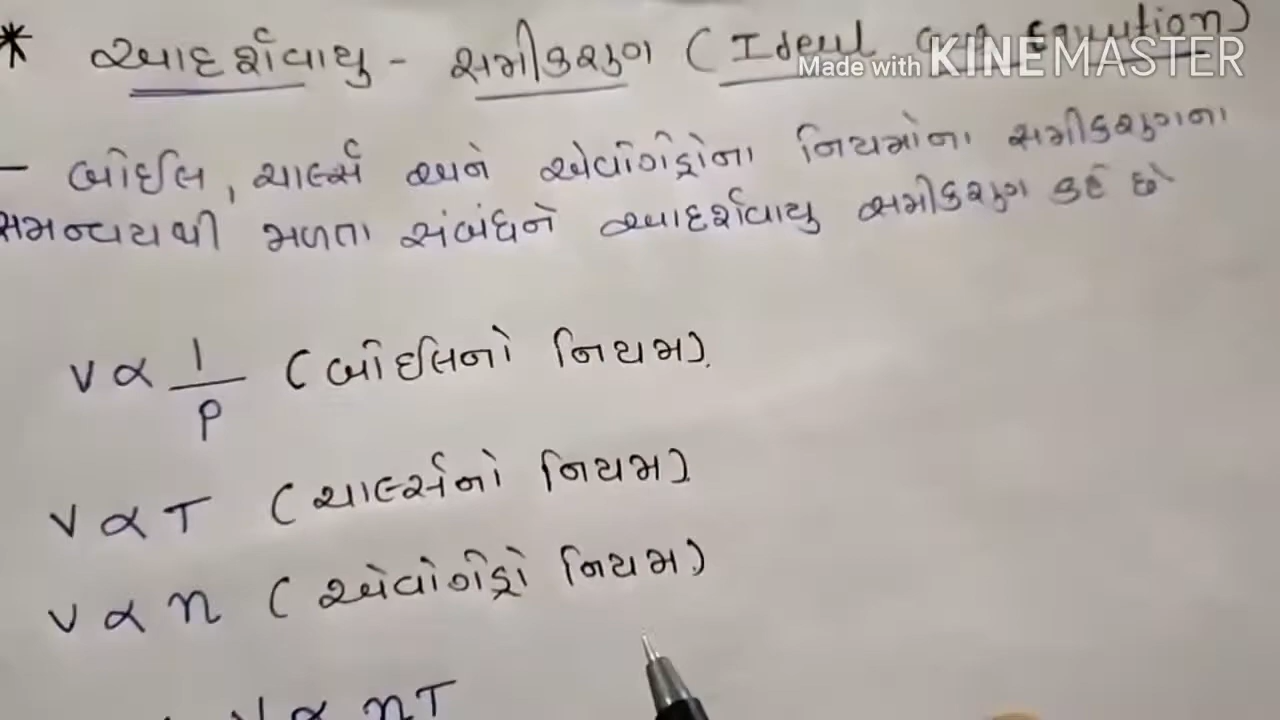 * આદર્શવાયુ - સમીકરણ (Ideal Gas Equation)
Made with KINEMASTER
- બોઈલ, ચાર્લ્સ અને એવોગેડ્રોના નિયમોના સમીકરણના
સમન્વયથી મળતા સંબંધને આદર્શવાયુ સમીકરણ કહે છે
V ∝ 1/P (બોઈલનો નિયમ)
V ∝ T (ચાર્લ્સનો નિયમ)
V ∝ n (એવોગેડ્રો નિયમ)
V ∝ nT